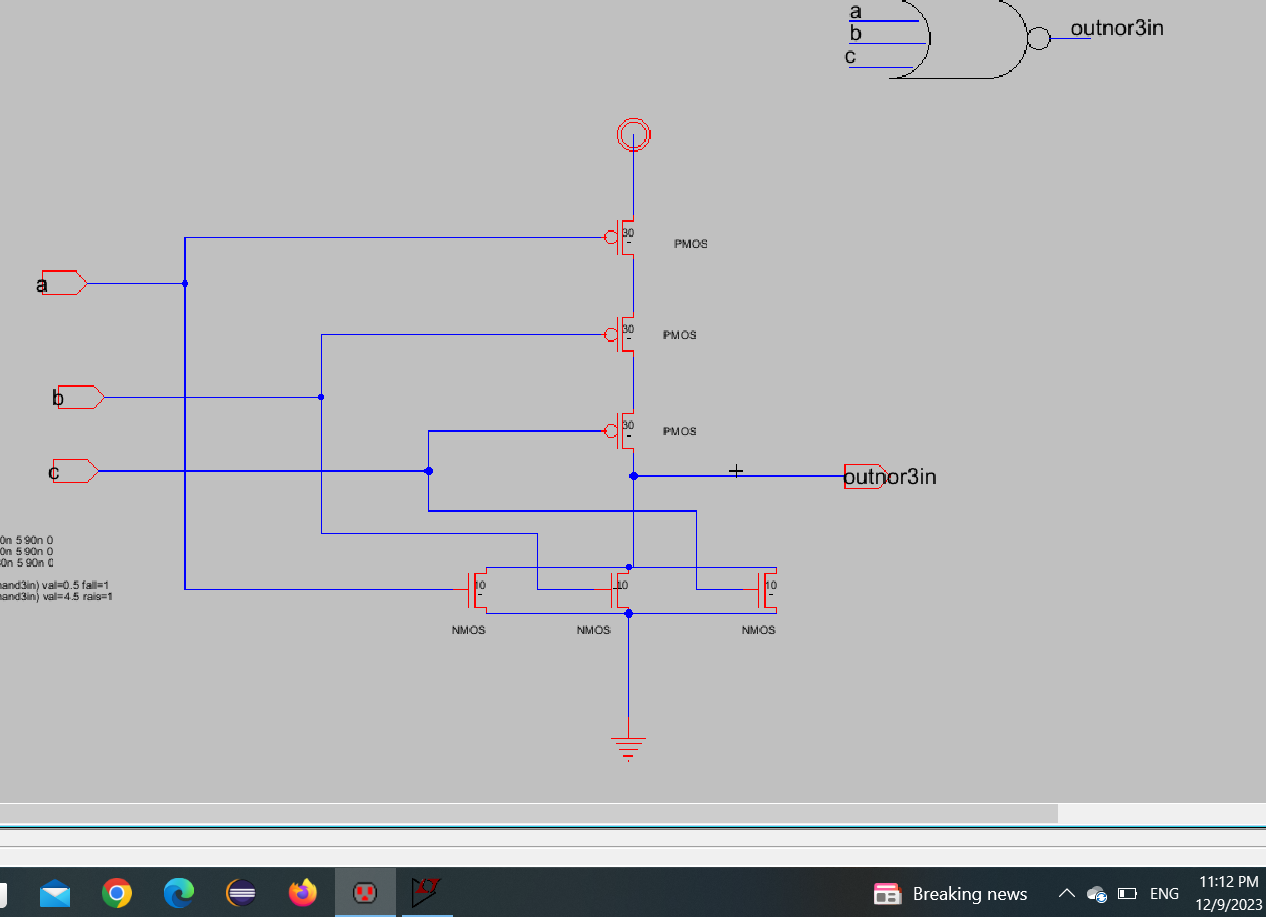 a
b
c
outnor3in
30
PMOS
a
30
PMOS
b
30
PMOS
c
outnor3in
0n 5 90n 0
0n 5 90n 0
0n 5 90n 0
nand3in) val=0.5 fall=1
nand3in) val=4.5 rais=1
10
10
10
NMOS
NMOS
NMOS
Breaking news
ENG
11:12 PM
12/9/2023